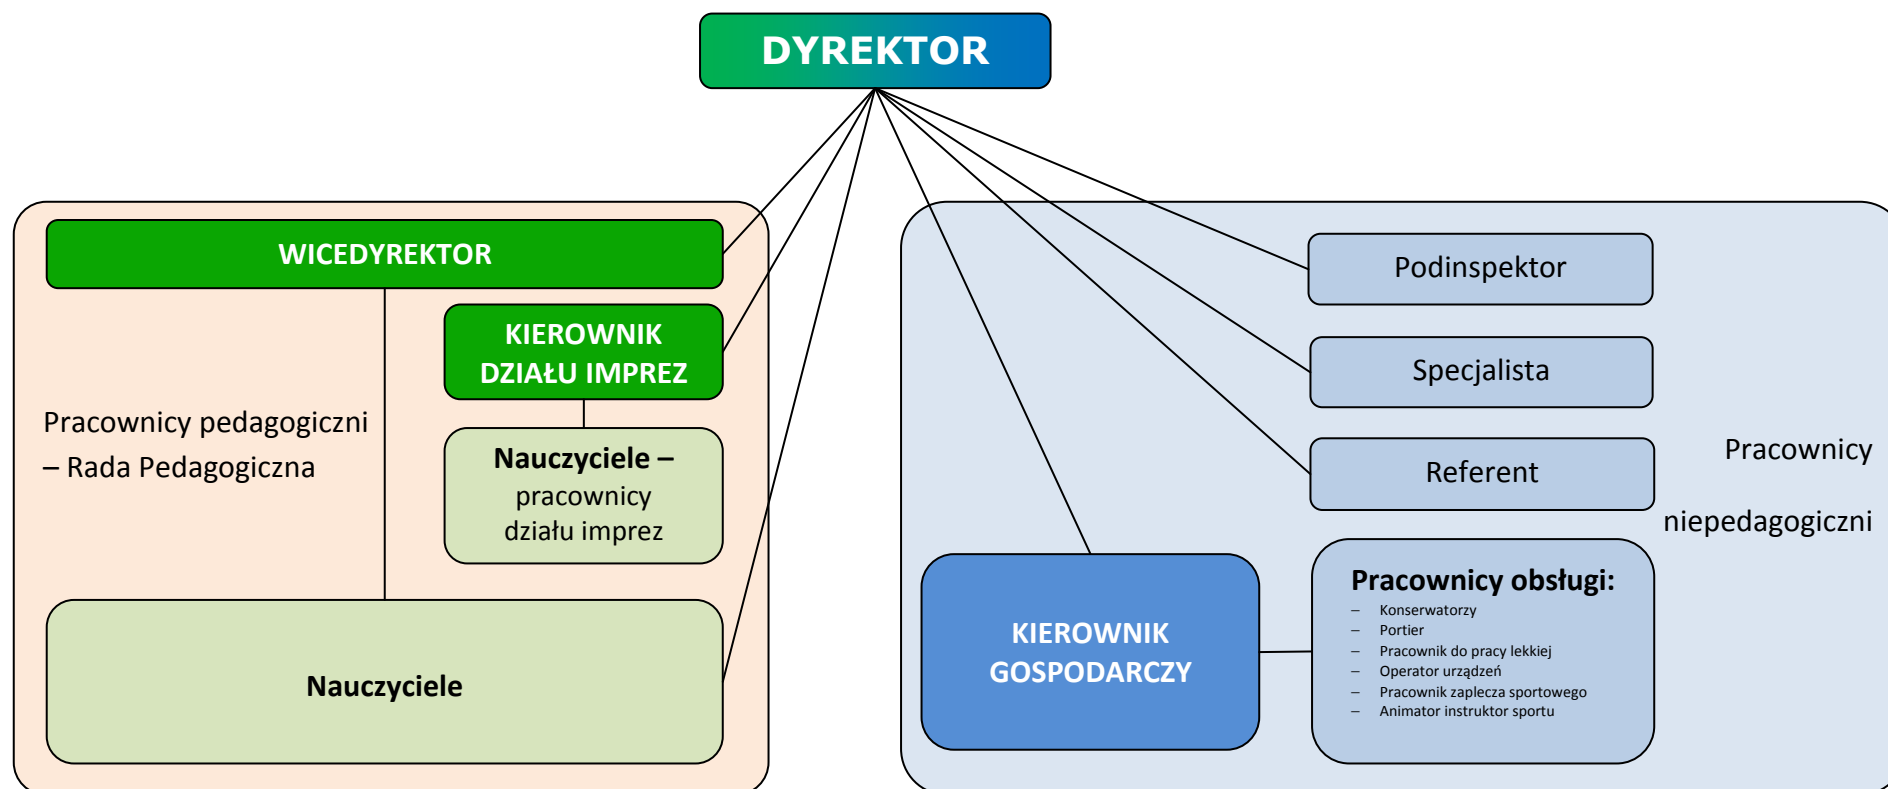 DYREKTOR
WICEDYREKTOR
KIEROWNIK
DZIAŁU IMPREZ
Pracownicy pedagogiczni
– Rada Pedagogiczna
Nauczyciele –
pracownicy
działu imprez
Nauczyciele
Podinspektor
Specjalista
Referent
Pracownicy
niepedagogiczni
KIEROWNIK
GOSPODARCZY
Pracownicy obsługi:
– Konserwatorzy
– Portier
– Pracownik do pracy lekkiej
– Operator urządzeń
– Pracownik zaplecza sportowego
– Animator instruktor sportu